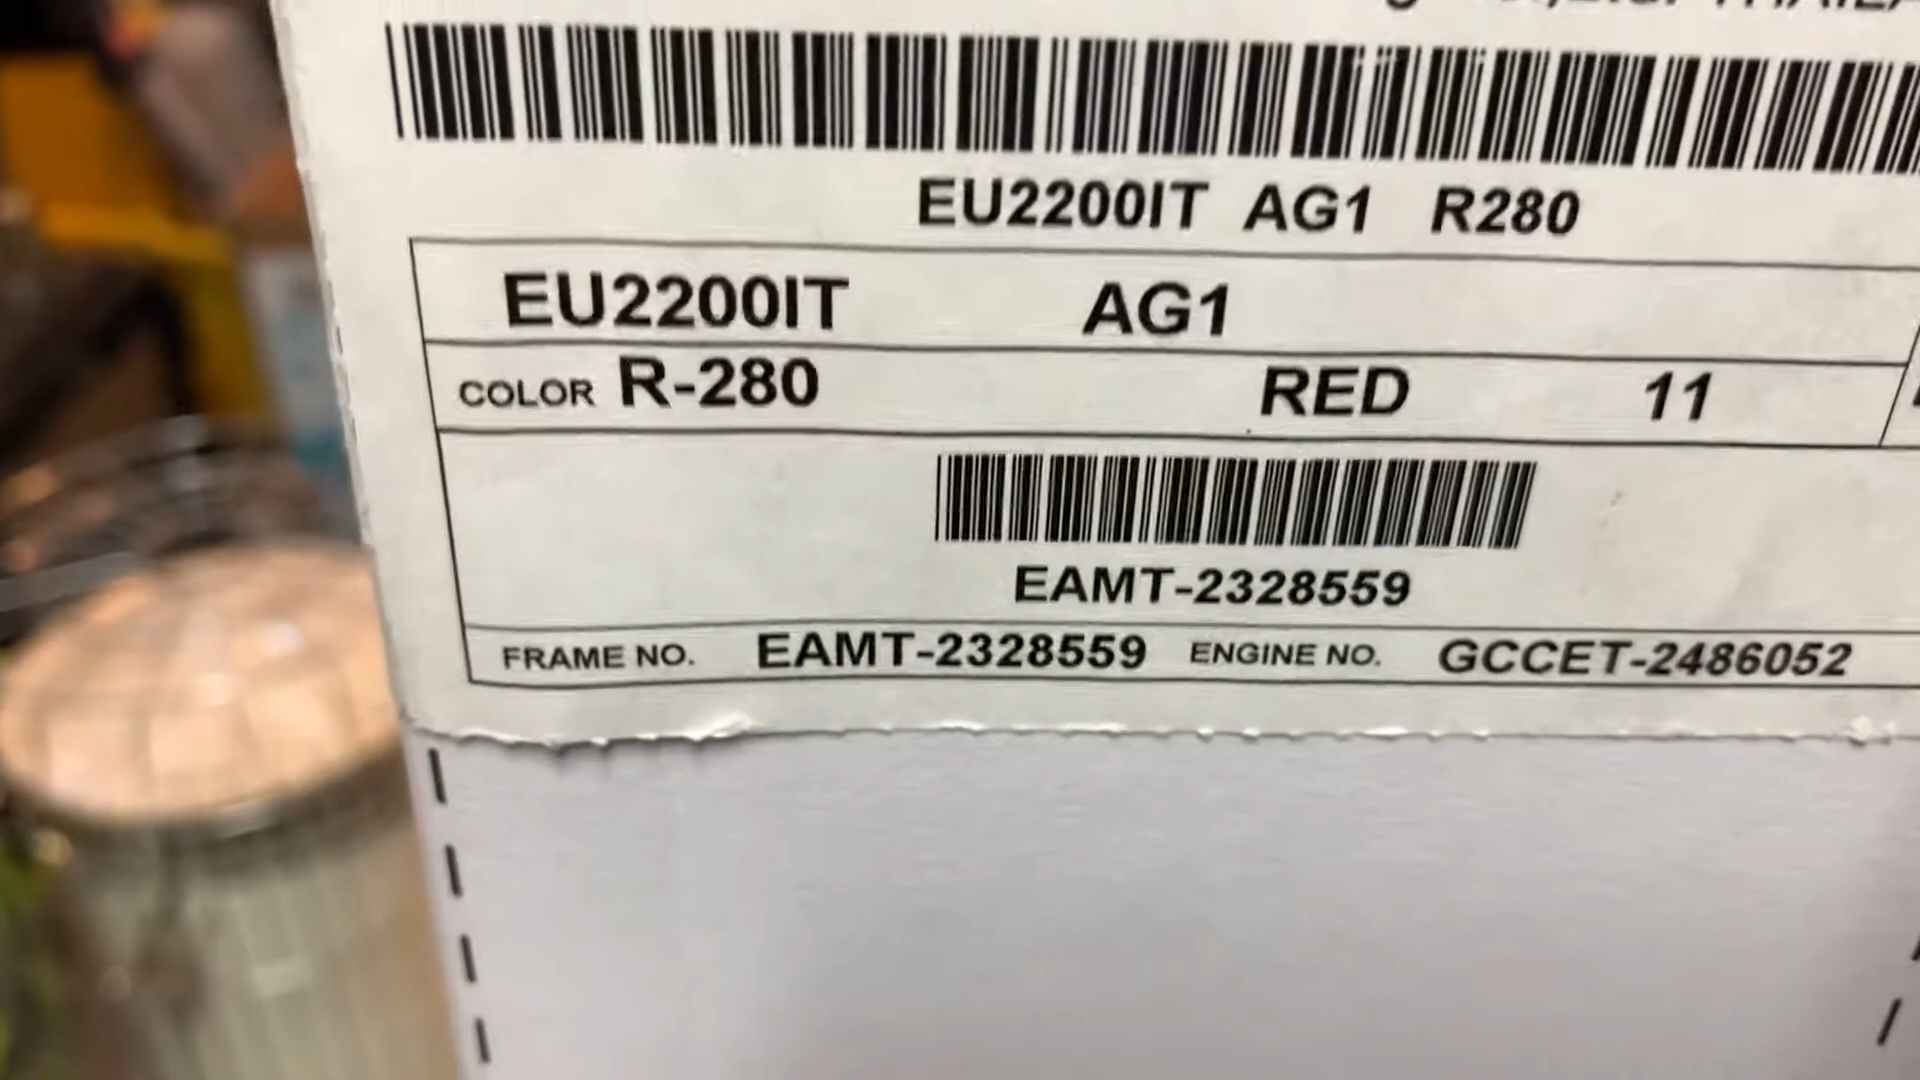 EU2200IT AG1 R280
EU2200IT AG1
COLOR R-280 RED 11
EAMT-2328559
FRAME NO. EAMT-2328559 ENGINE NO. GCCET-2486052